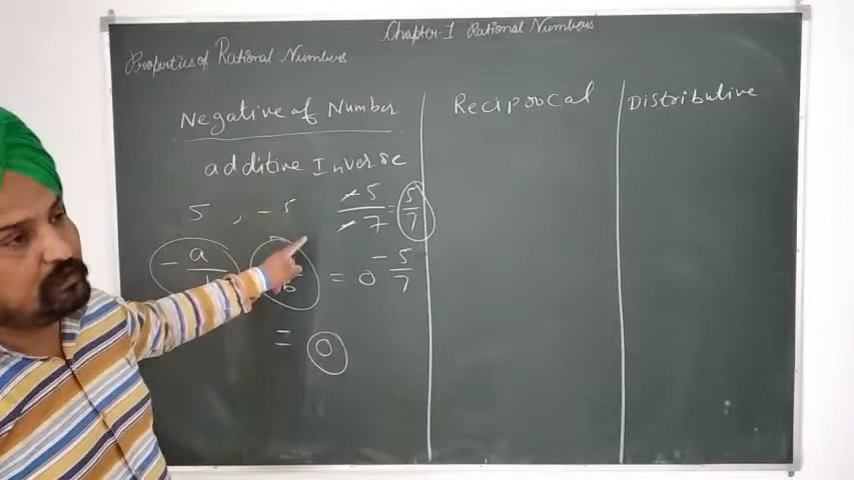 Chapter-1 Rational Numbers
Properties of Rational Numbers
Negative of Number
additive Inverse
5 , -5
-5/-7 = 5/7
-a/ b = 0
-5/7
= 0
Reciprocal
Distributive